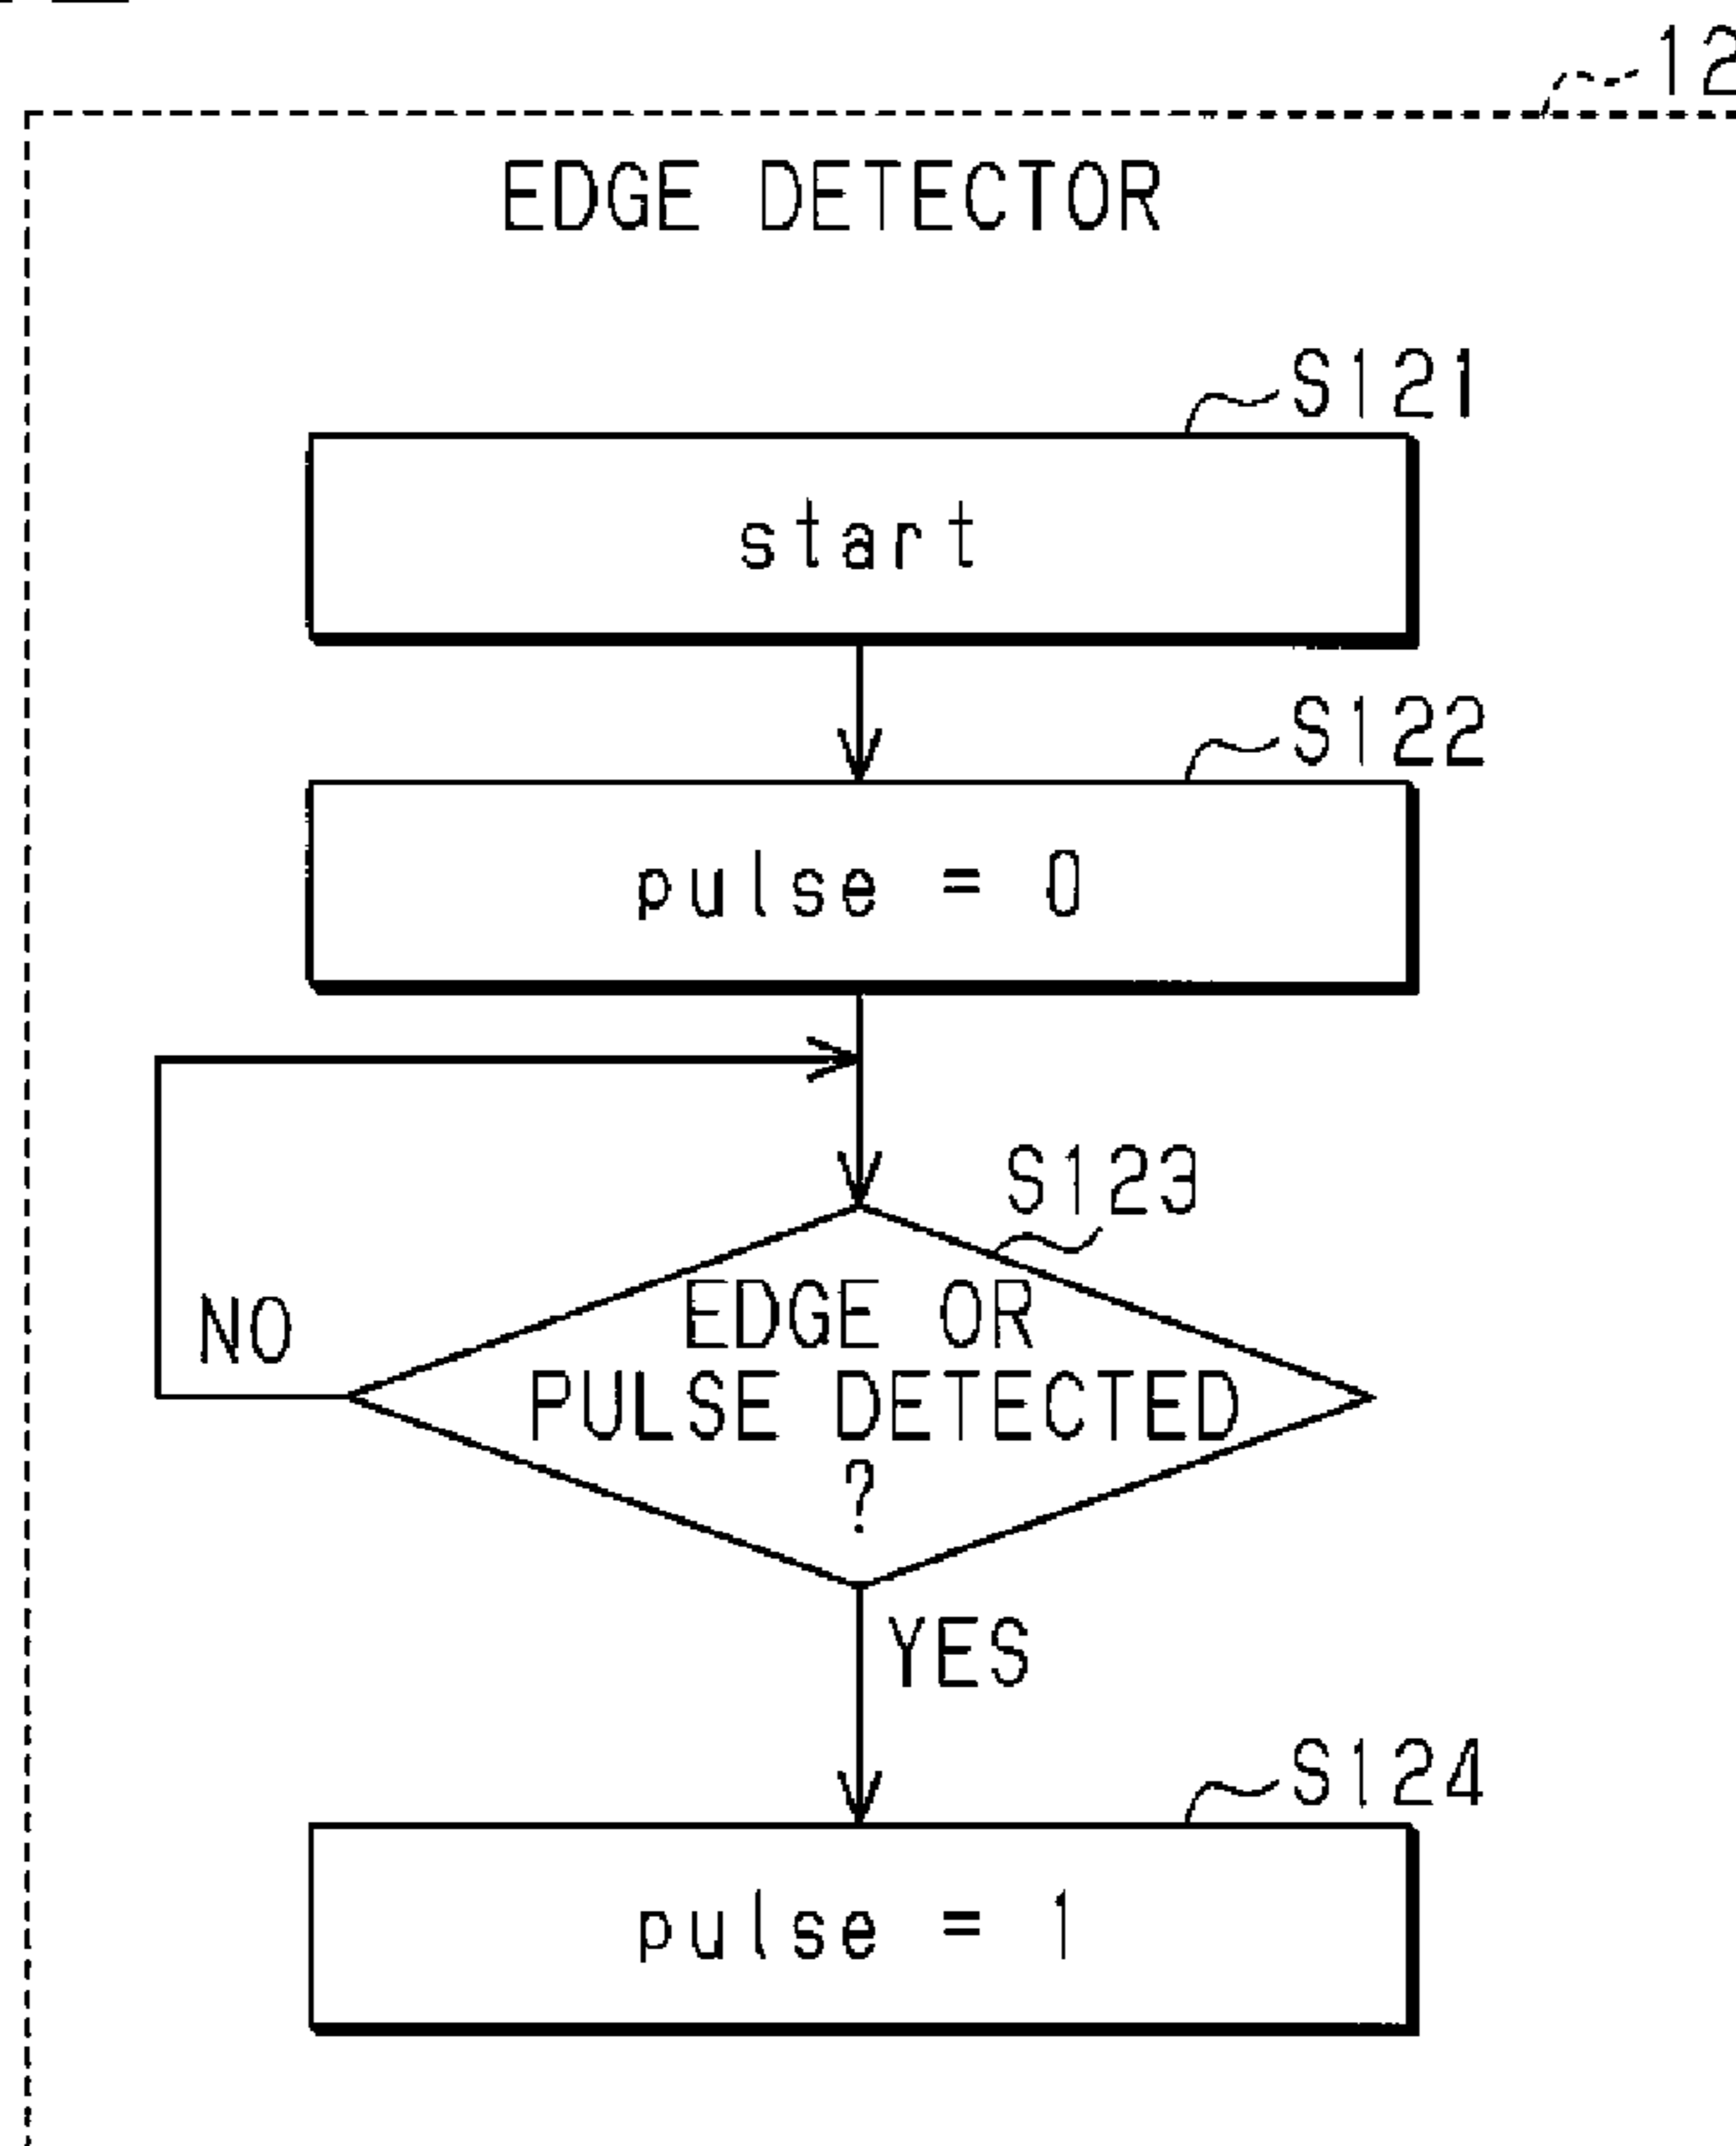 12
EDGE DETECTOR
S121
start
S122
pulse = 0
S123
NO
EDGE OR
PULSE DETECTED
?
YES
S124
pulse = 1